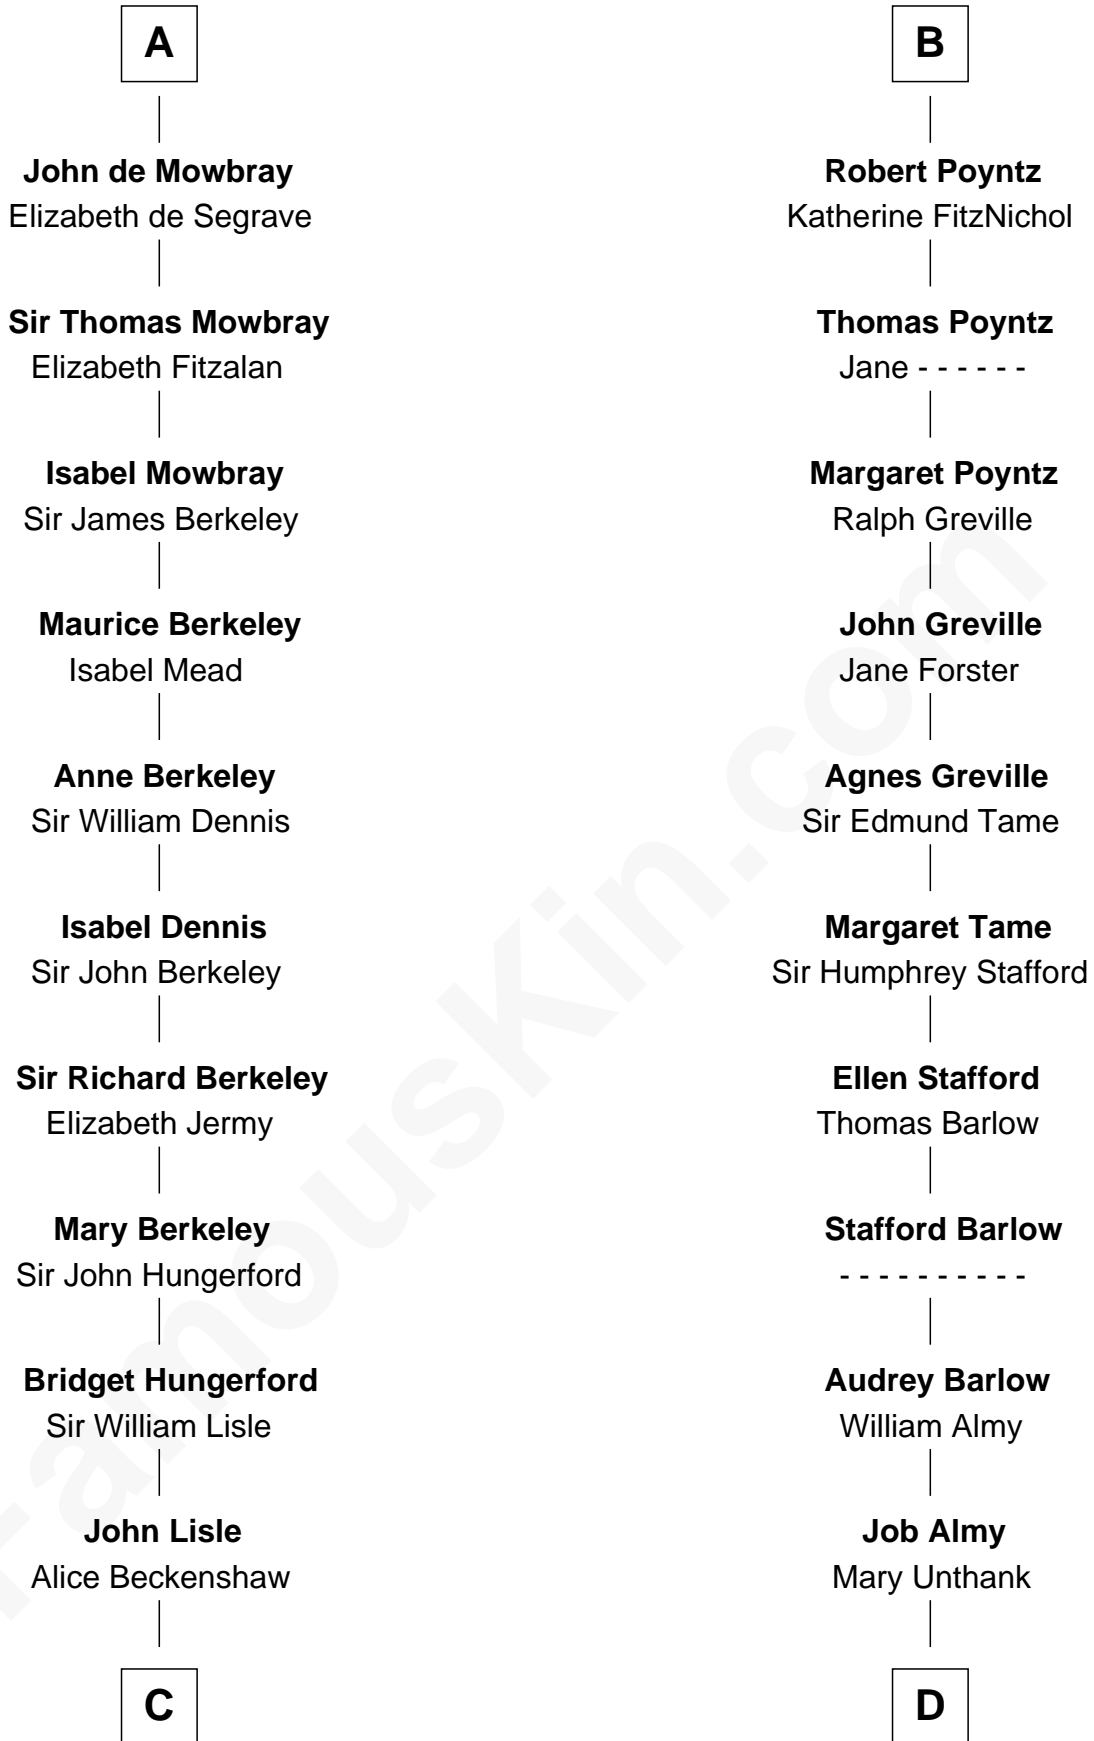 A
John de Mowbray
Elizabeth de Segrave
Sir Thomas Mowbray
Elizabeth Fitzalan
Isabel Mowbray
Sir James Berkeley
Maurice Berkeley
Isabel Mead
Anne Berkeley
Sir William Dennis
Isabel Dennis
Sir John Berkeley
Sir Richard Berkeley
Elizabeth Jermy
Mary Berkeley
Sir John Hungerford
Bridget Hungerford
Sir William Lisle
John Lisle
Alice Beckenshaw
C
B
Robert Poyntz
Katherine FitzNichol
Thomas Poyntz
Jane - - - - - -
Margaret Poyntz
Ralph Greville
John Greville
Jane Forster
Agnes Greville
Sir Edmund Tame
Margaret Tame
Sir Humphrey Stafford
Ellen Stafford
Thomas Barlow
Stafford Barlow
- - - - - - - - - -
Audrey Barlow
William Almy
Job Almy
Mary Unthank
D
FamousKin.com